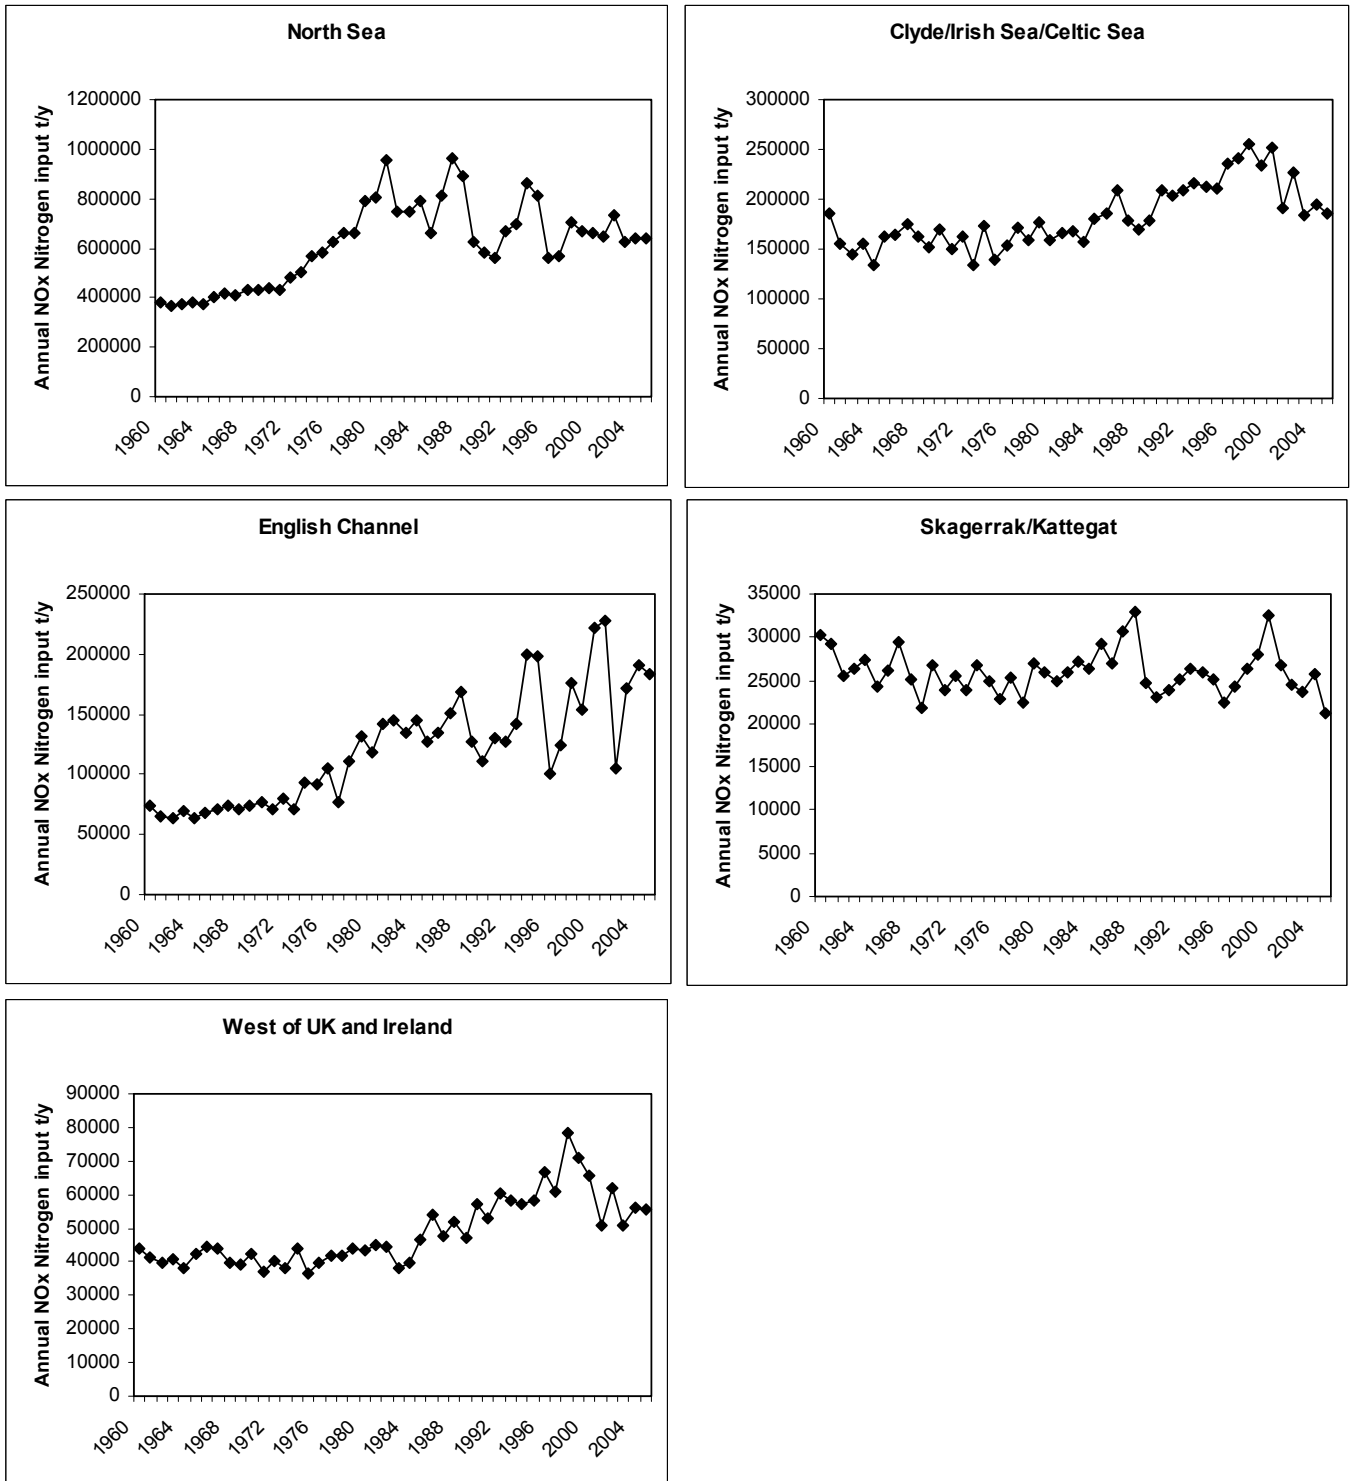 North Sea
Annual NOx Nitrogen input t/y
1200000
1000000
800000
600000
400000
200000
0
1960 1964 1968 1972 1976 1980 1984 1988 1992 1996 2000 2004
Clyde/Irish Sea/Celtic Sea
Annual NOx Nitrogen input t/y
300000
250000
200000
150000
100000
50000
0
1960 1964 1968 1972 1976 1980 1984 1988 1992 1996 2000 2004
English Channel
Annual NOx Nitrogen input t/y
250000
200000
150000
100000
50000
0
1960 1964 1968 1972 1976 1980 1984 1988 1992 1996 2000 2004
Skagerrak/Kattegat
Annual NOx Nitrogen input t/y
35000
30000
25000
20000
15000
10000
5000
0
1960 1964 1968 1972 1976 1980 1984 1988 1992 1996 2000 2004
West of UK and Ireland
Annual NOx Nitrogen input t/y
90000
80000
70000
60000
50000
40000
30000
20000
10000
0
1960 1964 1968 1972 1976 1980 1984 1988 1992 1996 2000 2004